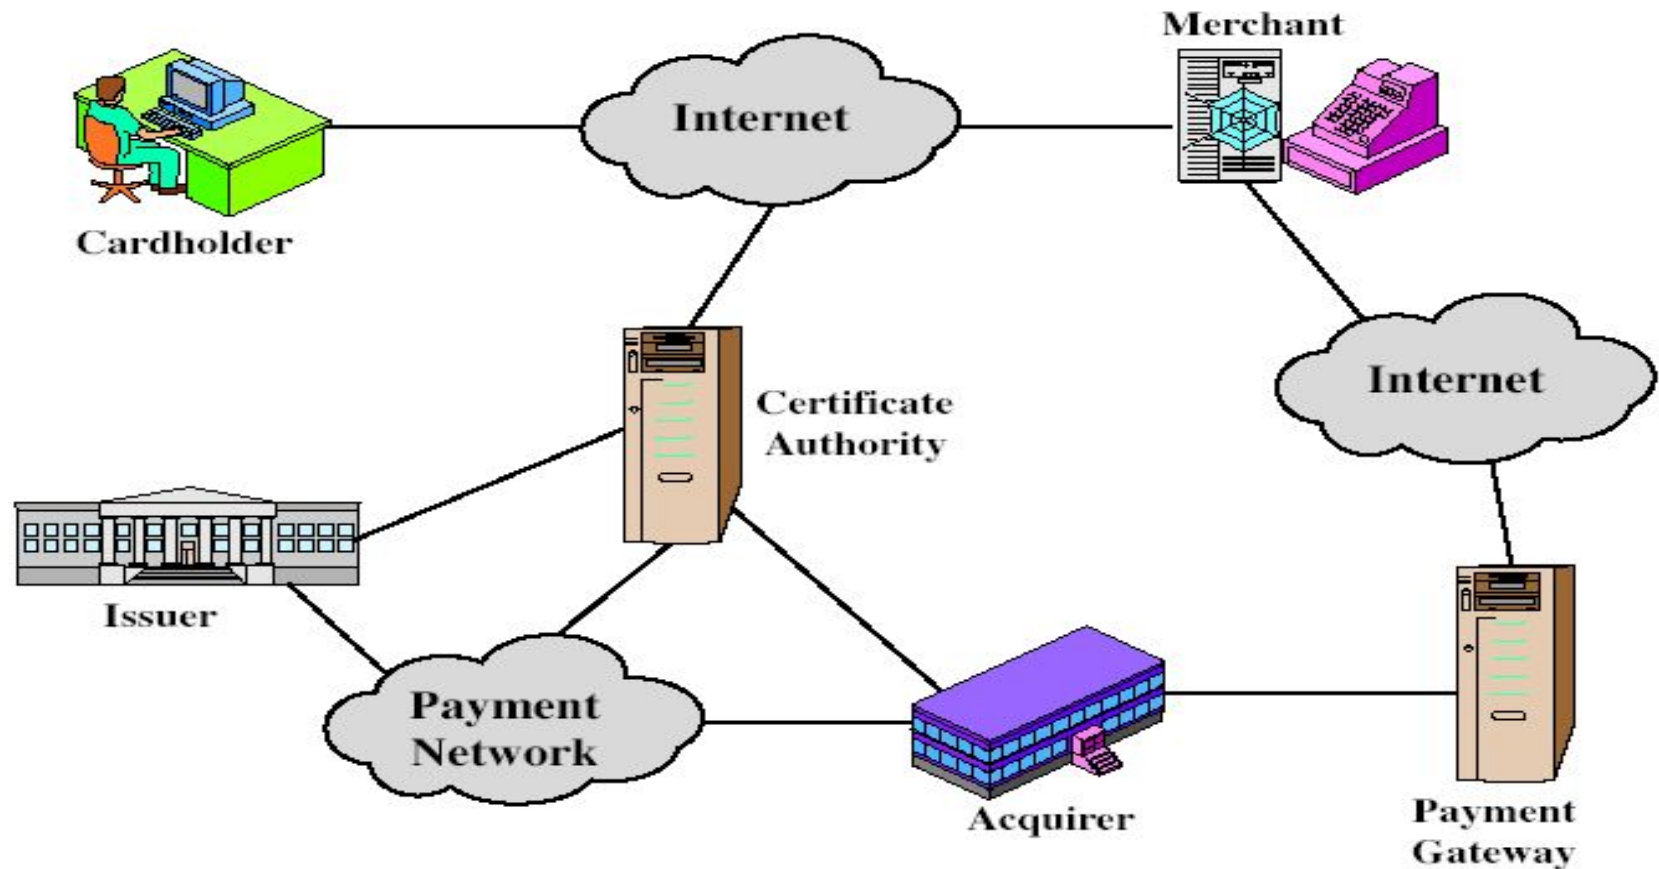 Merchant
Internet
Cardholder
Internet
Certificate
Authority
Issuer
Payment
Network
Acquirer
Payment
Gateway